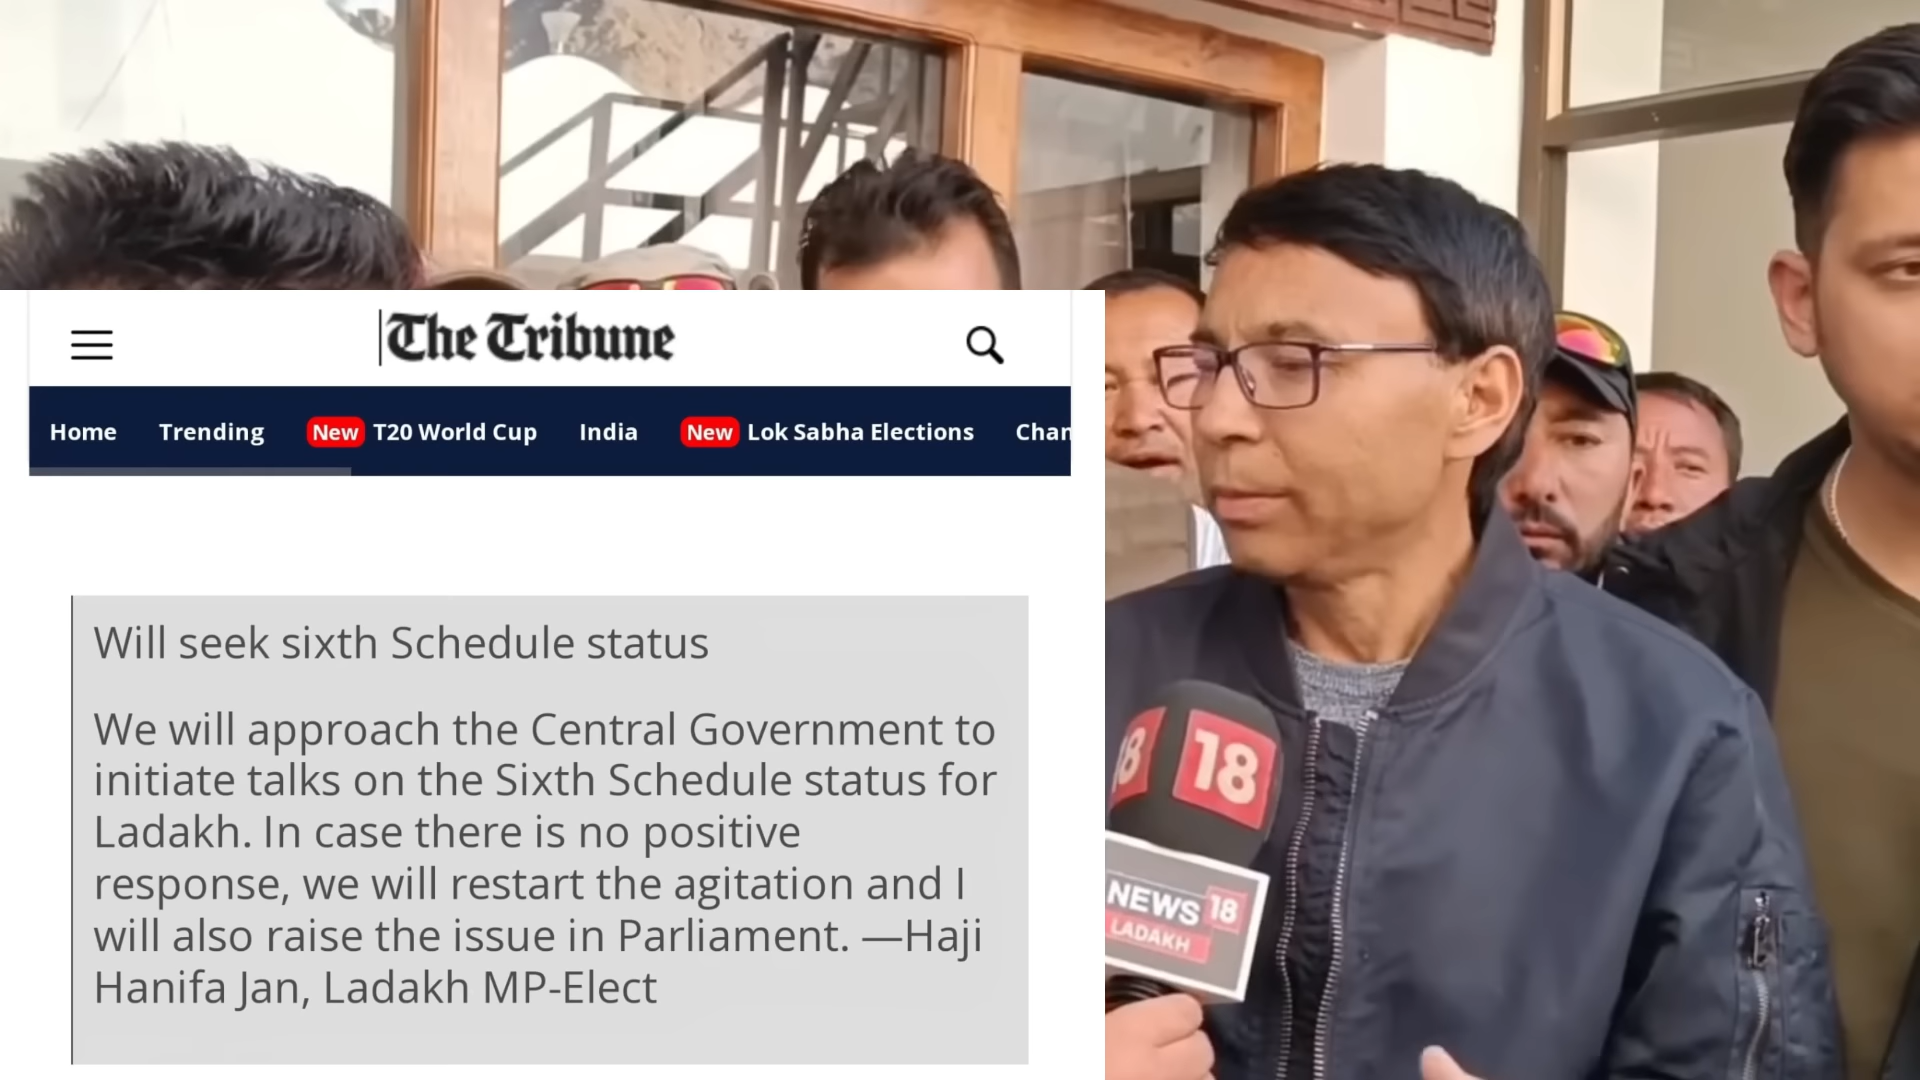 The Tribune
Home Trending New T20 World Cup India New Lok Sabha Elections
Will seek sixth Schedule status
We will approach the Central Government to
initiate talks on the Sixth Schedule status for
Ladakh. In case there is no positive
response, we will restart the agitation and I
will also raise the issue in Parliament. —Haji
Hanifa Jan, Ladakh MP-Elect
18
18
NEWS 18
LADAKH